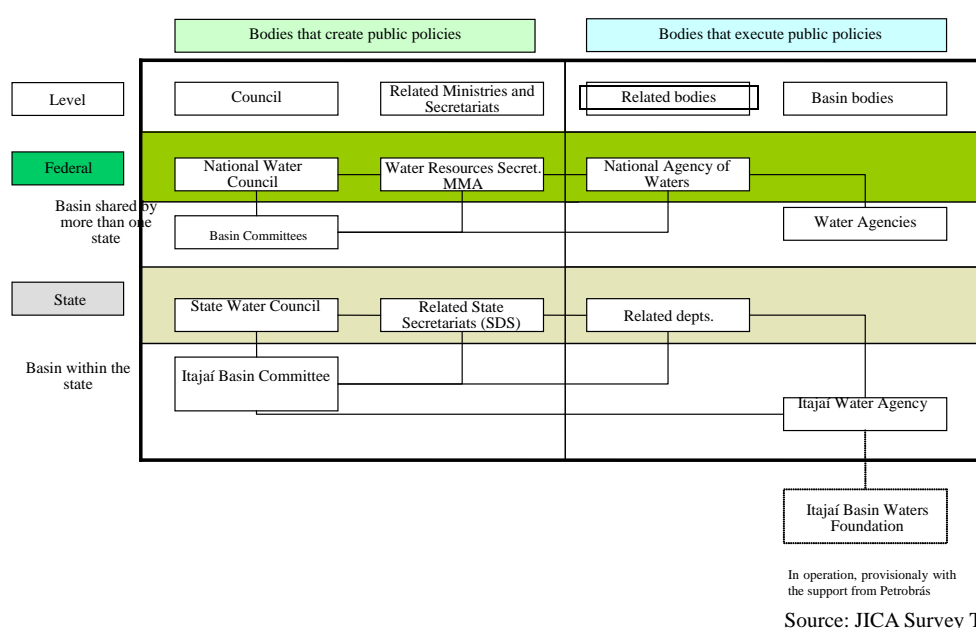 Bodies that create public policies
Bodies that execute public policies
Level
Council
Related Ministries and
Secretariats
Related bodies
Basin bodies
Federal
National Water
Council
Water Resources Secret.
MMA
National Agency of
Waters
Basin shared by
more than one
state
Basin Committees
Water Agencies
State
State Water Council
Related State
Secretariats (SDS)
Related depts.
Basin within the
state
Itajaí Basin Committee
Itajaí Water Agency
Itajaí Basin Waters
Foundation
In operation, provisionaly with
the support from Petrobrás
Source: JICA Survey T